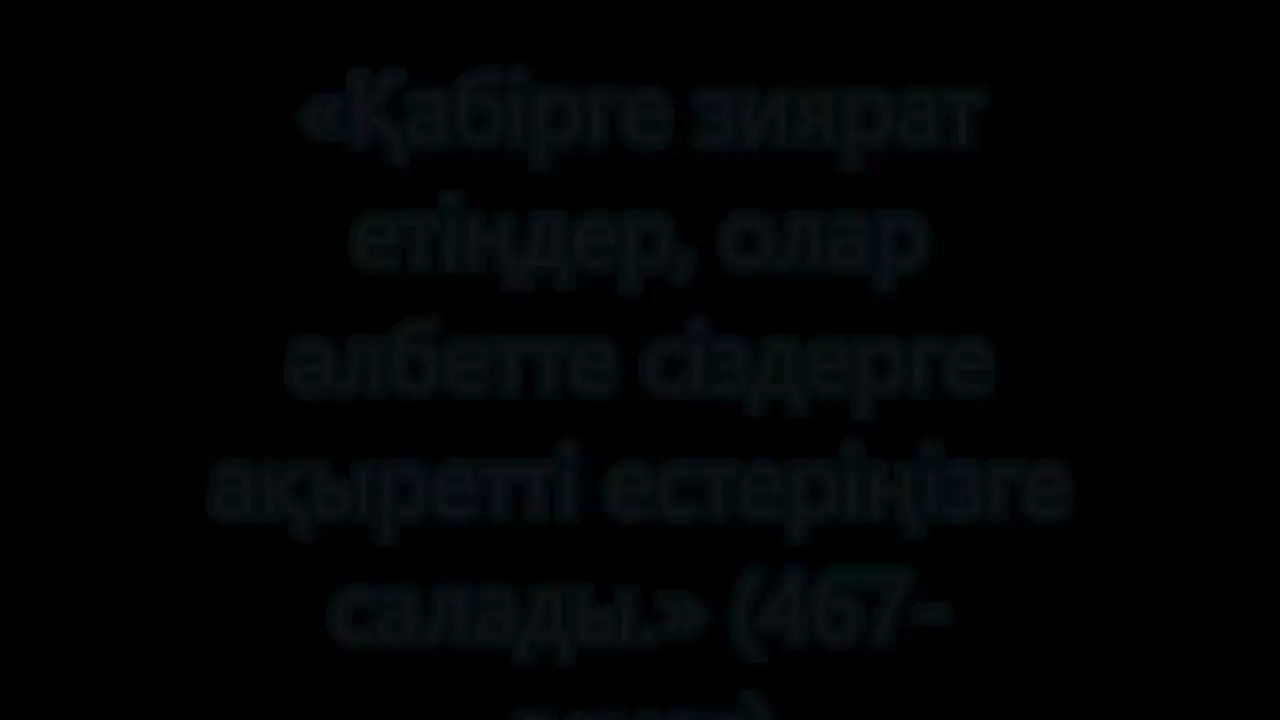 «Қабірге зиярат
етіңдер, олар
әлбетте сіздерге
ақыретті естеріңізге
салады.» (467–